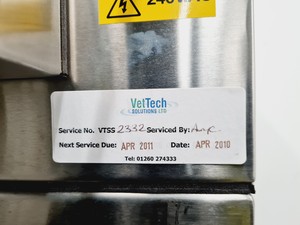 VetTech
SOLUTIONS LTD
Service No. VTSS 2332 Serviced By:
Next Service Due: APR 2011 Date: APR 2010
Tel: 01260 274333